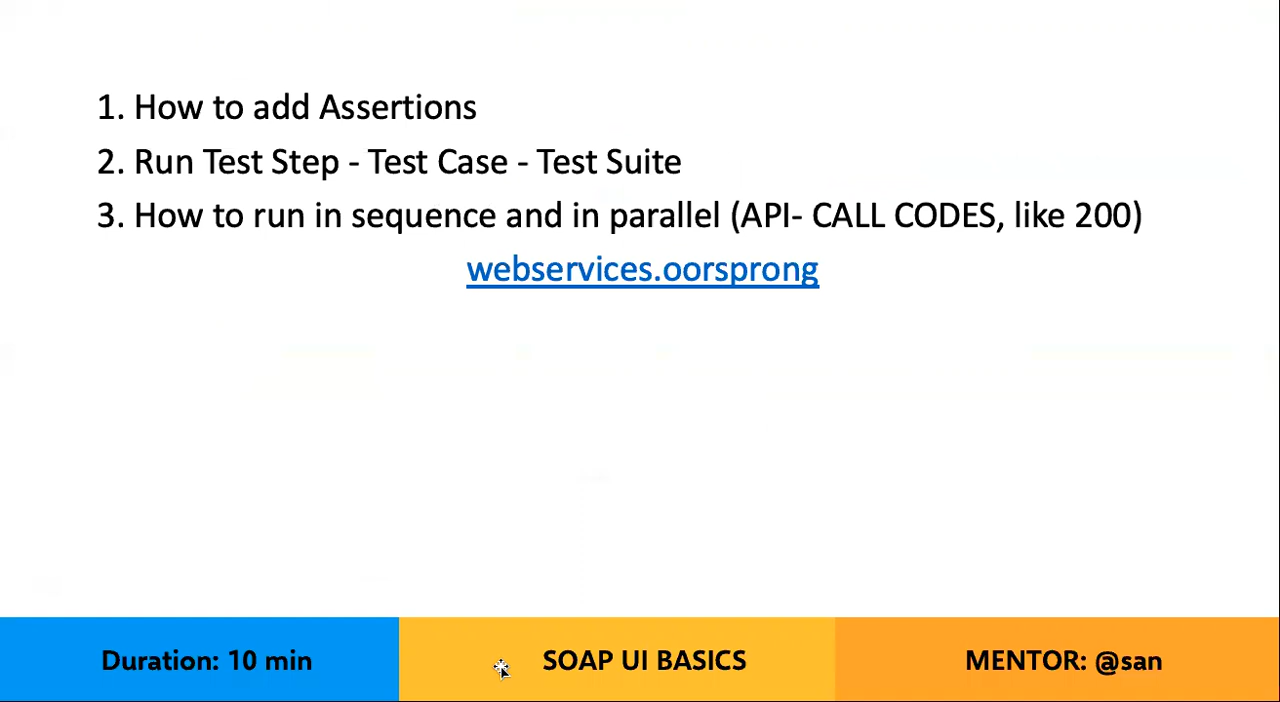 1. How to add Assertions
2. Run Test Step - Test Case - Test Suite
3. How to run in sequence and in parallel (API- CALL CODES, like 200)
webservices.oorsprong
Duration: 10 min
SOAP UI BASICS
MENTOR: @san